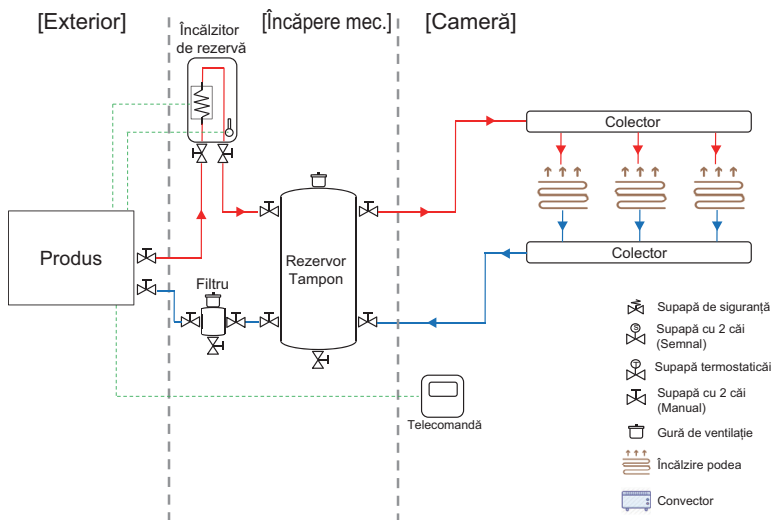 [Exterior]
[Încăpere mec.]
[Cameră]
Încălzitor
de rezervă
Colector
Produs
Rezervor
Tampon
Filtru
Colector
Telecomandă
Supapă de siguranță
S
Supapă cu 2 căi
(Semnal)
T
Supapă termostaticăi
Supapă cu 2 căi
(Manual)
Gură de ventilație
Încălzire podea
Convector